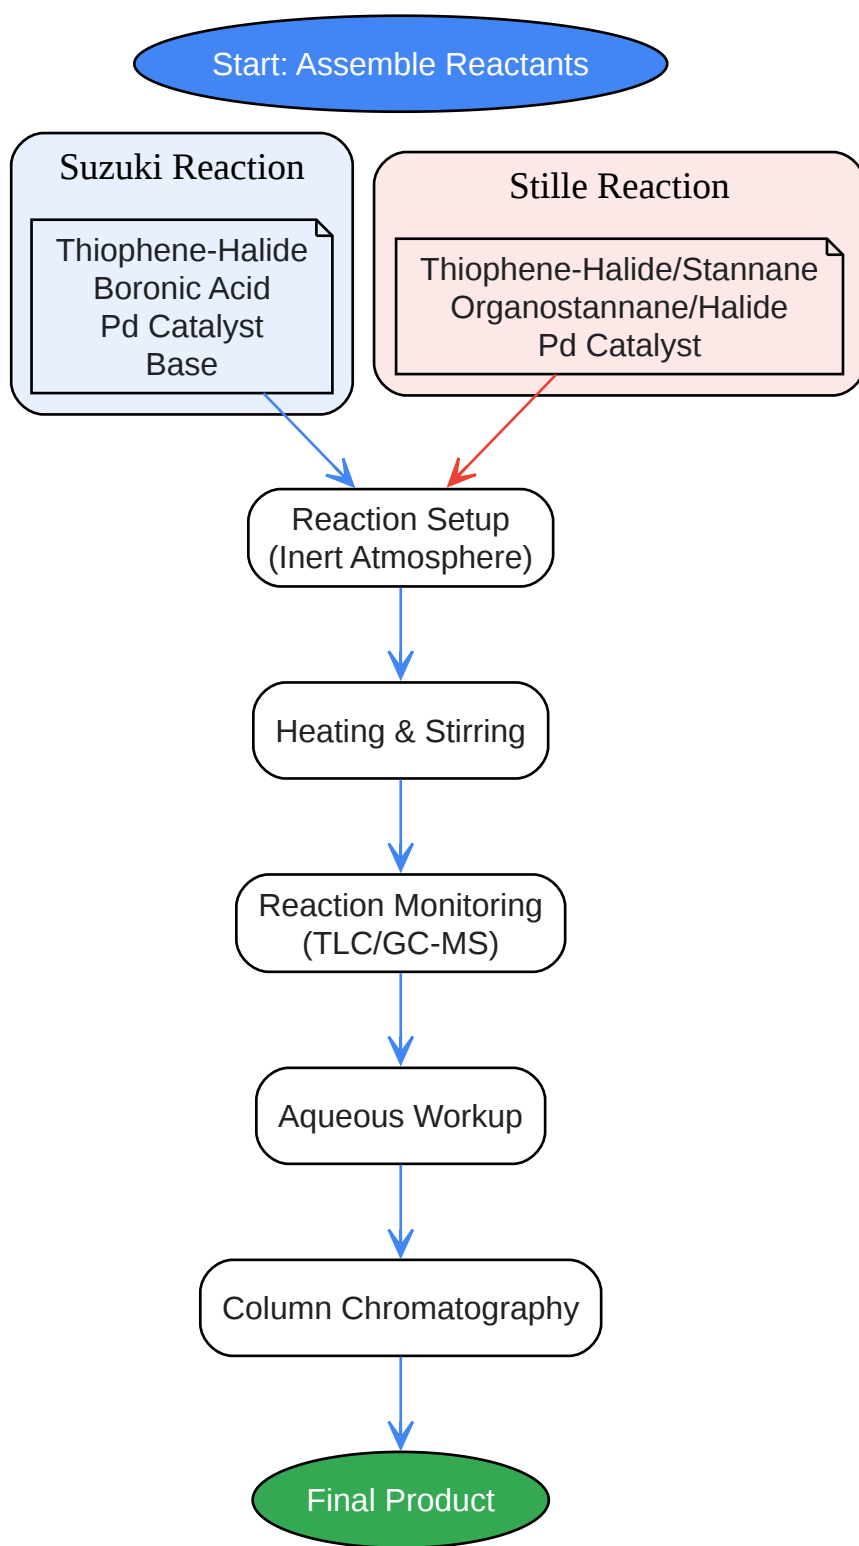 Start: Assemble Reactants
Suzuki Reaction
Thiophene-Halide
Boronic Acid
Pd Catalyst
Base
Stille Reaction
Thiophene-Halide/Stannane
Organostannane/Halide
Pd Catalyst
Reaction Setup
(Inert Atmosphere)
Heating & Stirring
Reaction Monitoring
(TLC/GC-MS)
Aqueous Workup
Column Chromatography
Final Product